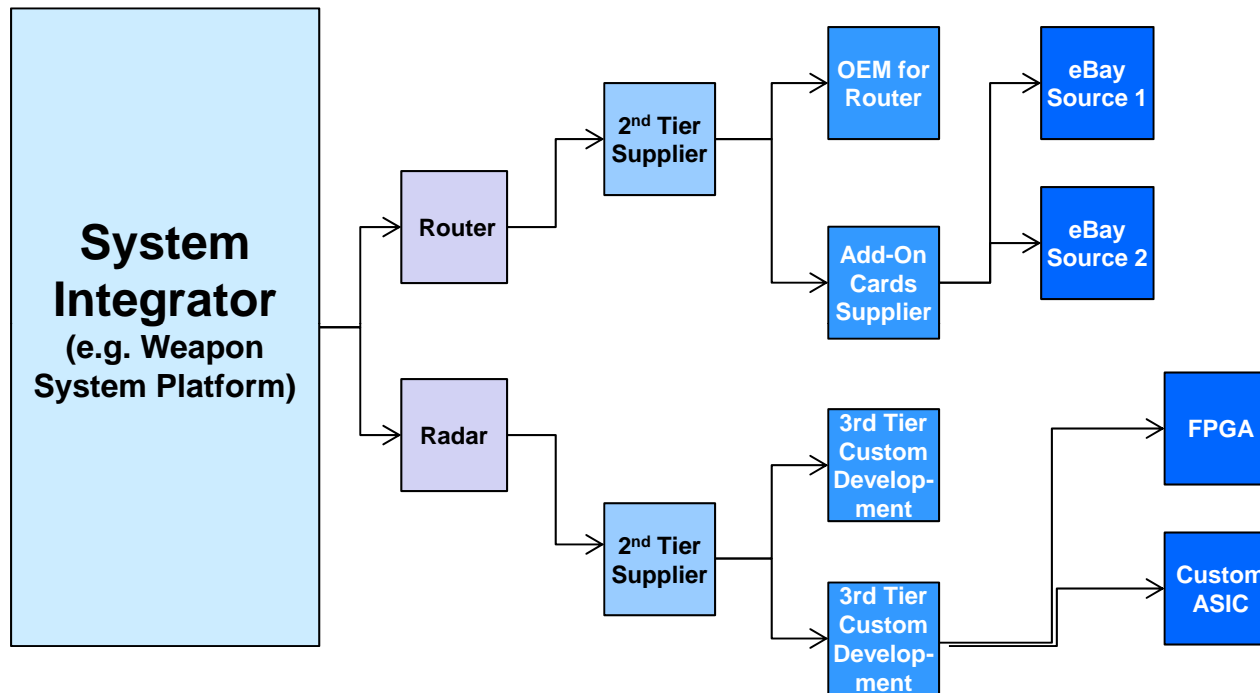 System
Integrator
(e.g. Weapon
System Platform)
Router
Radar
2nd Tier
Supplier
2nd Tier
Supplier
OEM for
Router
Add-On
Cards
Supplier
3rd Tier
Custom
Develop-
ment
3rd Tier
Custom
Develop-
ment
eBay
Source 1
eBay
Source 2
FPGA
Custom
ASIC